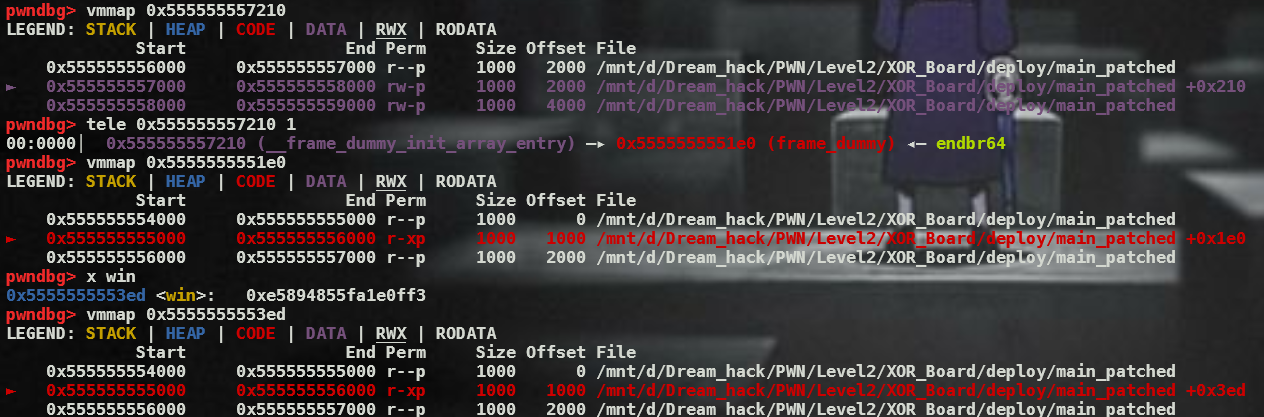 pwndbg> vmmap 0x555555557210
LEGEND: STACK | HEAP | CODE | DATA | RWX | RODATA
Start End Perm Size Offset File
0x555555556000 0x555555557000 r--p 1000 2000 /mnt/d/Dream_hack/PWN/Level2/XOR_Board/deploy/main_patched
► 0x555555557000 0x555555558000 rw-p 1000 2000 /mnt/d/Dream_hack/PWN/Level2/XOR_Board/deploy/main_patched +0x210
0x555555558000 0x555555559000 rw-p 1000 4000 /mnt/d/Dream_hack/PWN/Level2/XOR_Board/deploy/main_patched
pwndbg> tele 0x555555557210 1
00:0000│ 0x555555557210 (__frame_dummy_init_array_entry) —▸ 0x5555555551e0 (frame_dummy) ◂— endbr64
pwndbg> vmmap 0x5555555551e0
LEGEND: STACK | HEAP | CODE | DATA | RWX | RODATA
Start End Perm Size Offset File
0x555555554000 0x555555555000 r--p 1000 0 /mnt/d/Dream_hack/PWN/Level2/XOR_Board/deploy/main_patched
► 0x555555555000 0x555555556000 r-xp 1000 1000 /mnt/d/Dream_hack/PWN/Level2/XOR_Board/deploy/main_patched +0x1e0
0x555555556000 0x555555557000 r--p 1000 2000 /mnt/d/Dream_hack/PWN/Level2/XOR_Board/deploy/main_patched
pwndbg> x win
0x5555555553ed <win>: 0xe5894855fa1e0ff3
pwndbg> vmmap 0x5555555553ed
LEGEND: STACK | HEAP | CODE | DATA | RWX | RODATA
Start End Perm Size Offset File
0x555555554000 0x555555555000 r--p 1000 0 /mnt/d/Dream_hack/PWN/Level2/XOR_Board/deploy/main_patched
► 0x555555555000 0x555555556000 r-xp 1000 1000 /mnt/d/Dream_hack/PWN/Level2/XOR_Board/deploy/main_patched +0x3ed
0x555555556000 0x555555557000 r--p 1000 2000 /mnt/d/Dream_hack/PWN/Level2/XOR_Board/deploy/main_patched